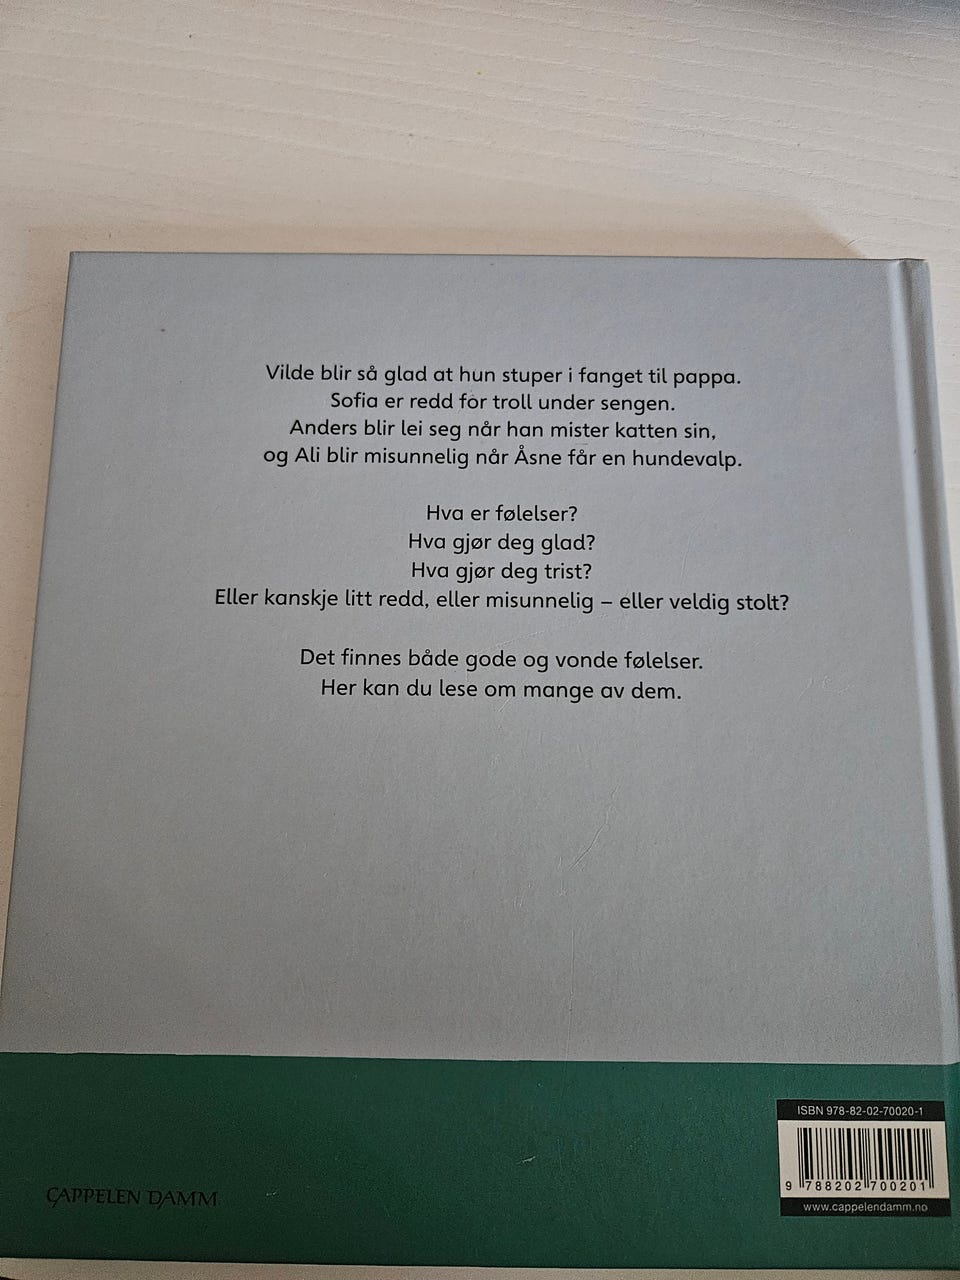 Vilde blir så glad at hun stuper i fanget til pappa.
Sofia er redd for troll under sengen.
Anders blir lei seg når han mister katten sin,
og Ali blir misunnelig når Åsne får en hundevalp.
Hva er følelser?
Hva gjør deg glad?
Hva gjør deg trist?
Eller kanskje litt redd, eller misunnelig – eller veldig stolt?
Det finnes både gode og vonde følelser.
Her kan du lese om mange av dem.
ISBN 978-82-02-70020-1
9 788202 700201
www.cappelendamm.no
CAPPELEN DAMM